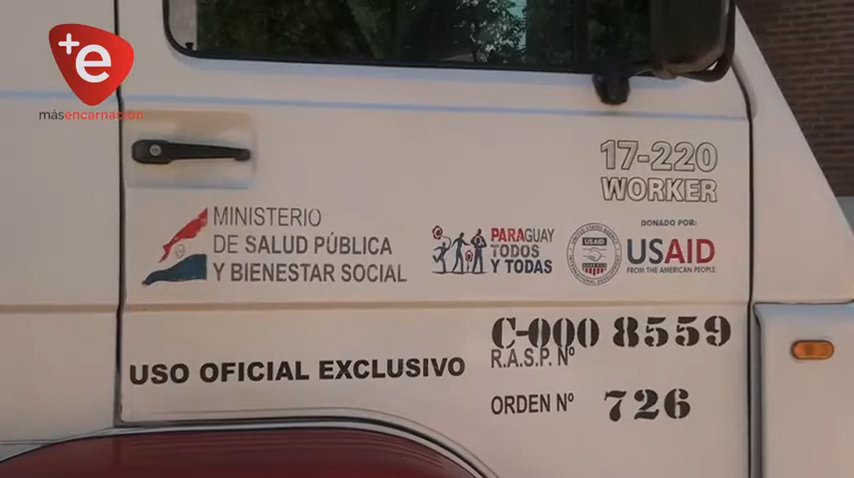 +e
másencarnación
17-220
WORKER
MINISTERIO
DE SALUD PÚBLICA
Y BIENESTAR SOCIAL
PARAGUAY
TODOS
Y TODAS
USAID
DONADO POR:
USAID
FROM THE AMERICAN PEOPLE
C-000 8559
R.A.S.P. Nº
USO OFICIAL EXCLUSIVO
ORDEN Nº 726